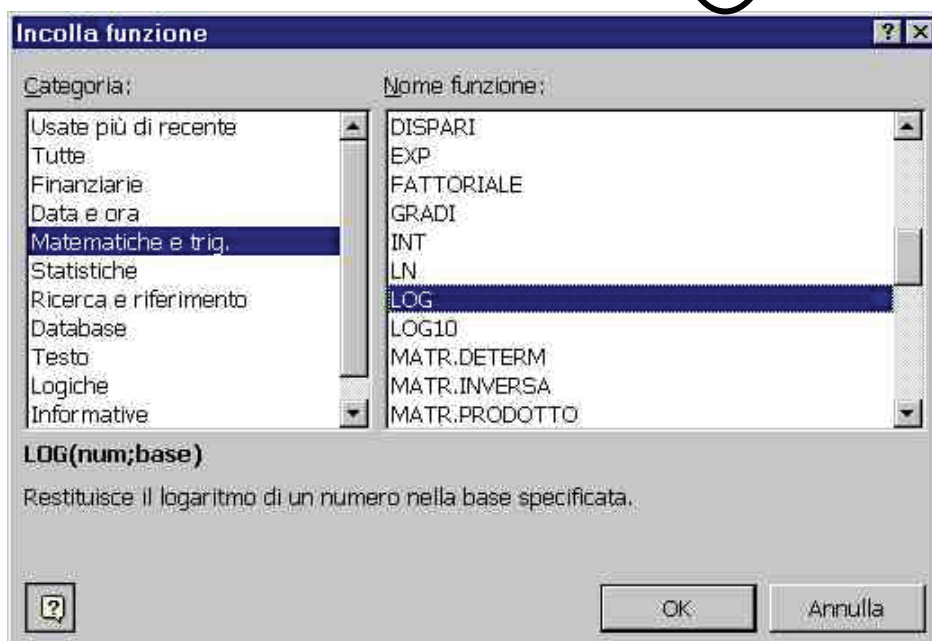 Incolla funzione
Categoria:
Usate più di recente
Tutte
Finanziarie
Data e ora
Matematiche e trig.
Statistiche
Ricerca e riferimento
Database
Testo
Logiche
Informative
Nome funzione:
DISPARI
EXP
FATTORIALE
GRADI
INT
LN
LOG
LOG10
MATR.DETERM
MATR.INVERSA
MATR.PRODOTTO
LOG(num;base)
Restituisce il logaritmo di un numero nella base specificata.
OK
Annulla